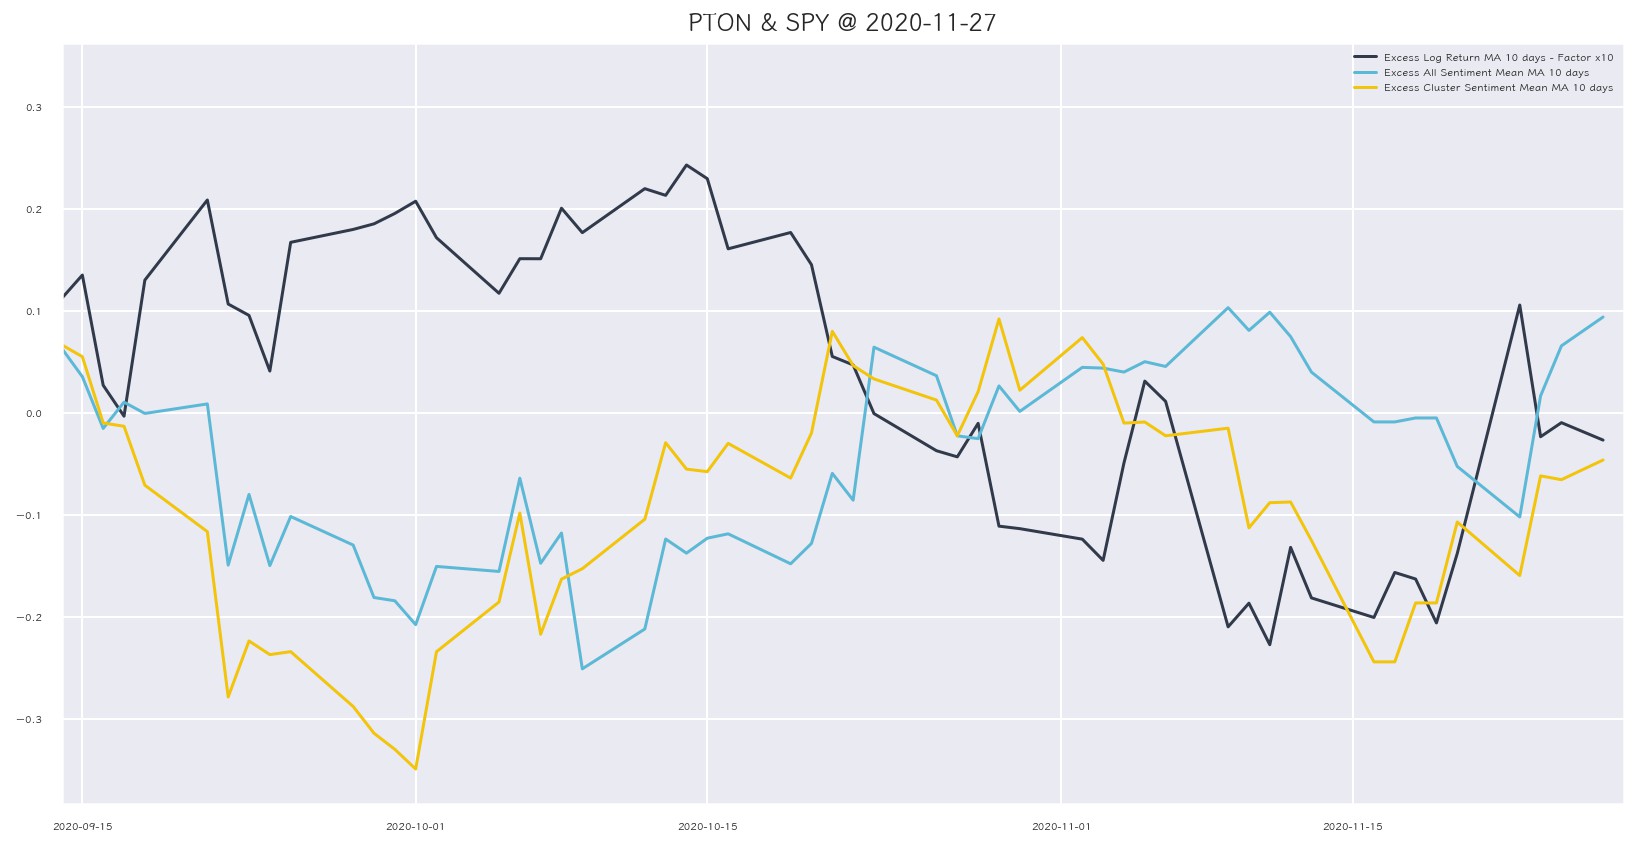 PTON & SPY @ 2020-11-27
Excess Log Return MA 10 days - Factor x10
Excess All Sentiment Mean MA 10 days
Excess Cluster Sentiment Mean MA 10 days
0.3
0.2
0.1
0.0
−0.1
−0.2
−0.3
2020-09-15 2020-10-01 2020-10-15 2020-11-01 2020-11-15